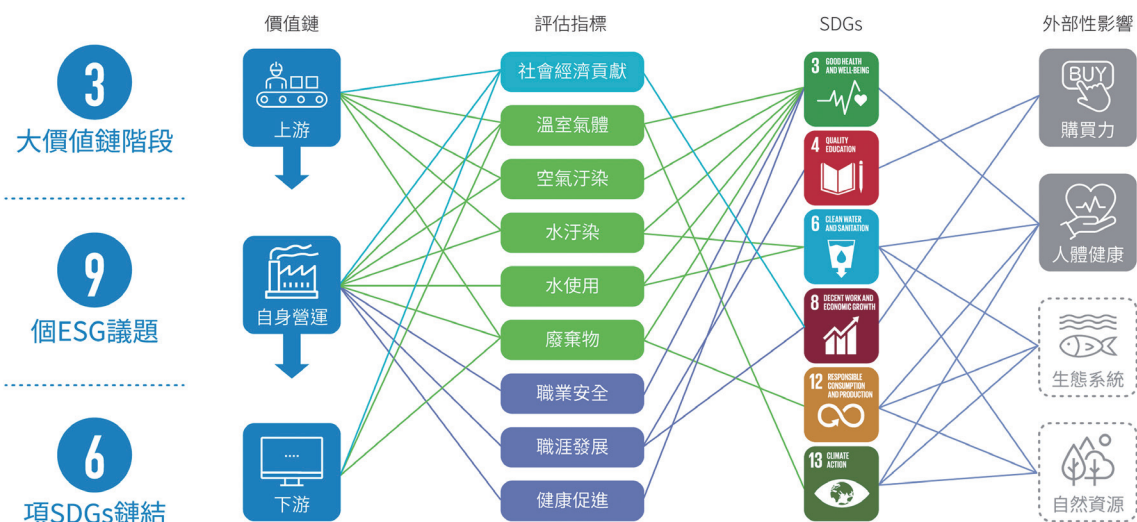 價值鏈
評估指標
SDGs
外部性影響
3
大價值鏈階段
9
個ESG議題
6
項SDGs鏈結
上游
自身營運
下游
社會經濟貢獻
溫室氣體
空氣汙染
水汙染
水使用
廢棄物
職業安全
職涯發展
健康促進
3 GOOD HEALTH
AND WELL-BEING
4 QUALITY
EDUCATION
6 CLEAN WATER
AND SANITATION
8 DECENT WORK AND
ECONOMIC GROWTH
12 RESPONSIBLE
CONSUMPTION
AND PRODUCTION
13 CLIMATE
ACTION
BUY
購買力
人體健康
生態系統
自然資源